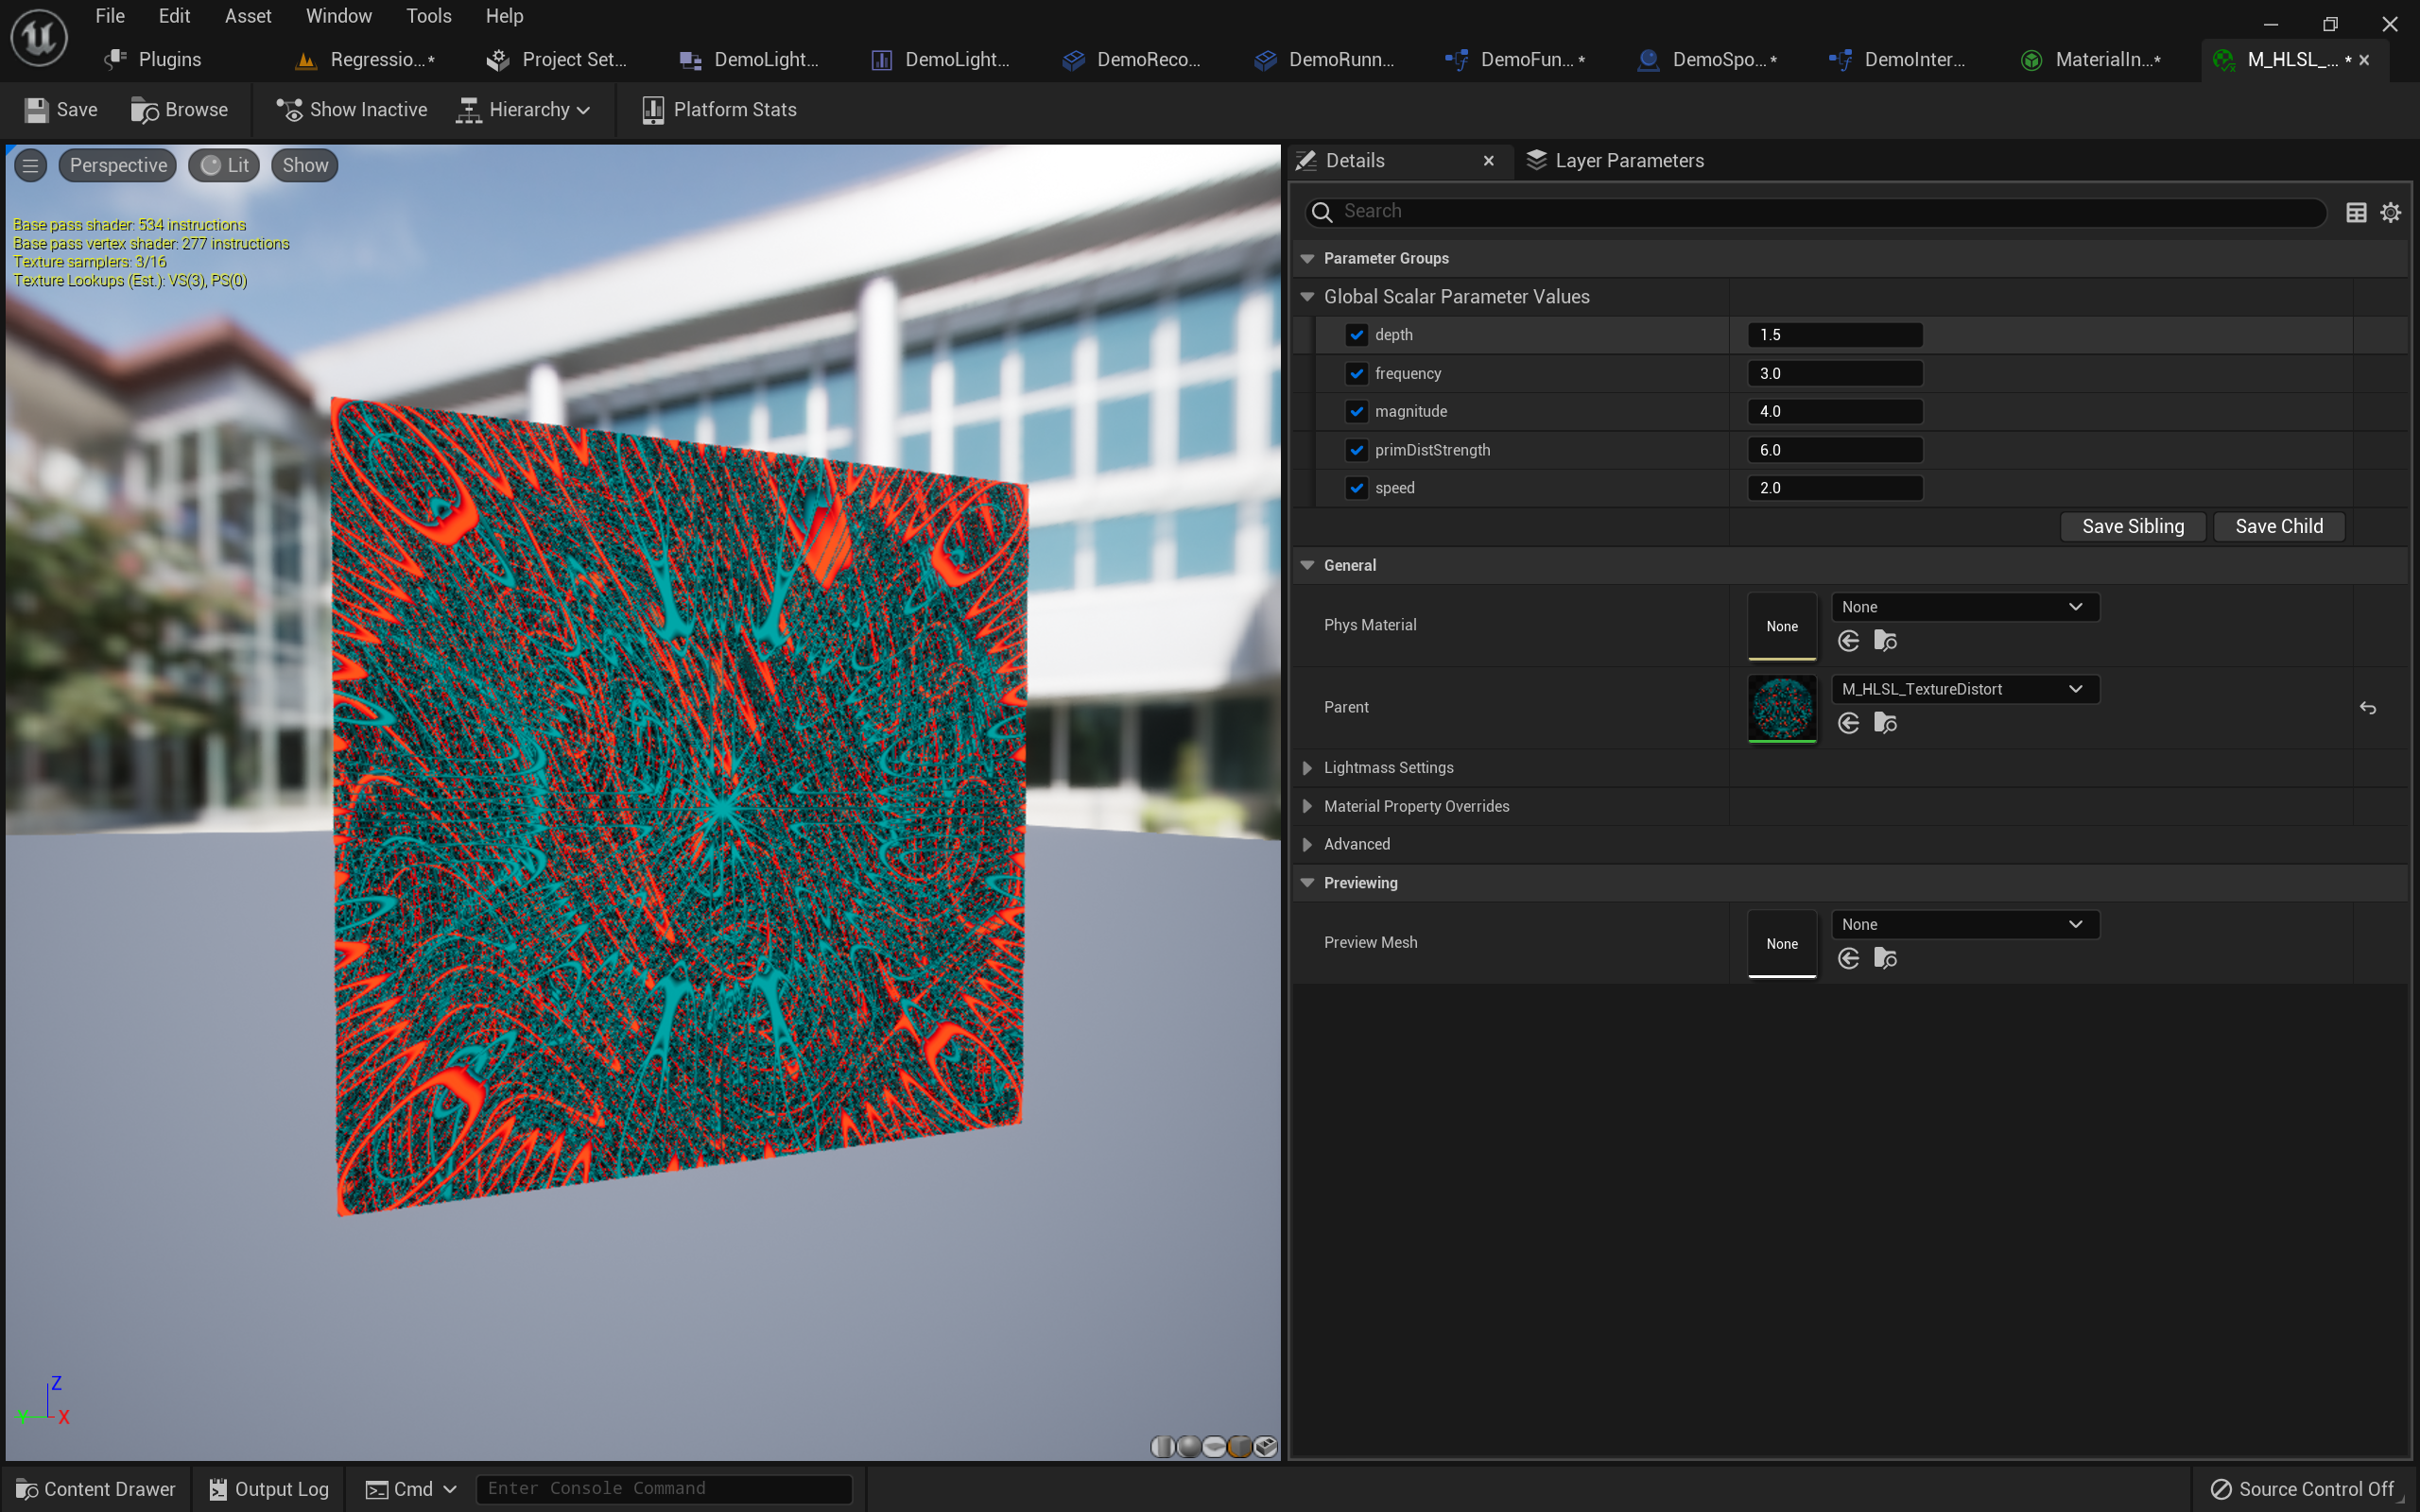 File Edit Asset Window Tools Help
Plugins Regressio...* Project Set... DemoLight... DemoLight... DemoReco... DemoRunn... DemoFun...* DemoSpo...* DemoInter... MaterialIn...* M_HLSL_... *
Save Browse Show Inactive Hierarchy Platform Stats
Perspective Lit Show
Base pass shader: 534 instructions
Base pass vertex shader: 277 instructions
Texture samplers: 3/16
Texture Lookups (Est.): VS(3), PS(0)
Z
Y X
Details Layer Parameters
Search
Parameter Groups
Global Scalar Parameter Values
depth 1.5
frequency 3.0
magnitude 4.0
primDistStrength 6.0
speed 2.0
Save Sibling Save Child
General
Phys Material None None
Parent M_HLSL_TextureDistort
Lightmass Settings
Material Property Overrides
Advanced
Previewing
Preview Mesh None None
Content Drawer Output Log Cmd Enter Console Command Source Control Off